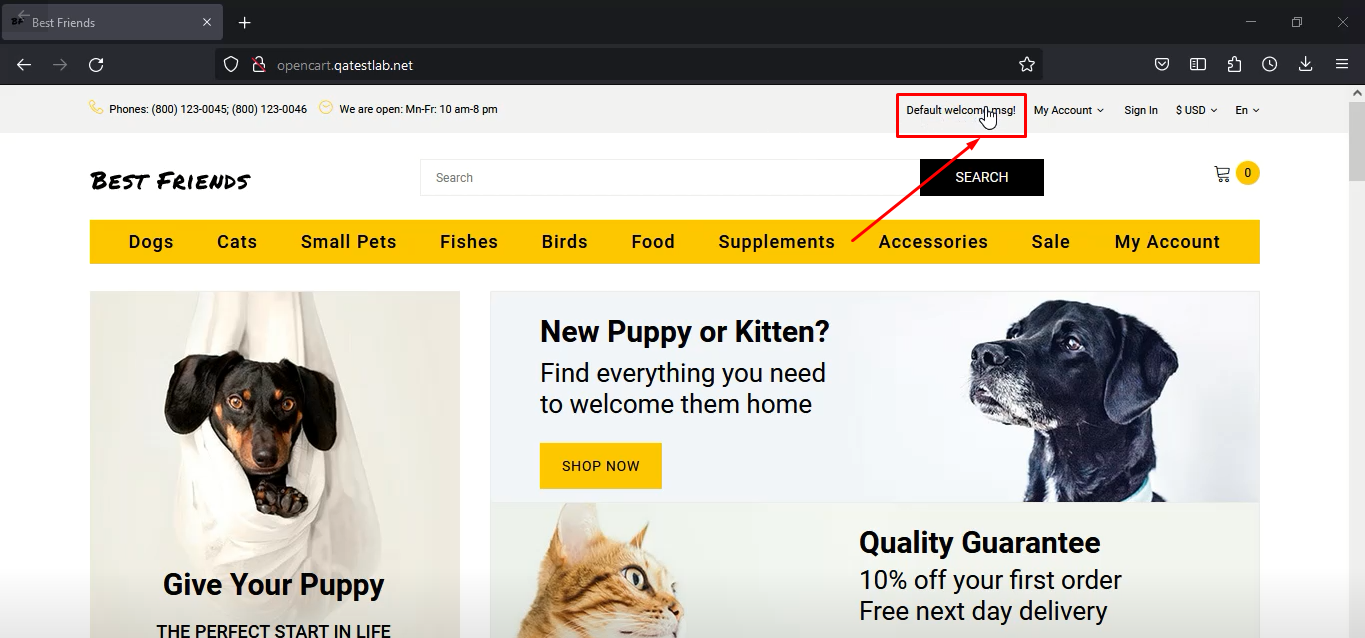 Best Friends
opencart.qatestlab.net
Phones: (800) 123-0045; (800) 123-0046 We are open: Mn-Fr: 10 am-8 pm
Default welcome msg! My Account Sign In $ USD En
BEST FRIENDS
Search
SEARCH
0
Dogs Cats Small Pets Fishes Birds Food Supplements Accessories Sale My Account
New Puppy or Kitten?
Find everything you need
to welcome them home
SHOP NOW
Give Your Puppy
THE PERFECT START IN LIFE
Quality Guarantee
10% off your first order
Free next day delivery